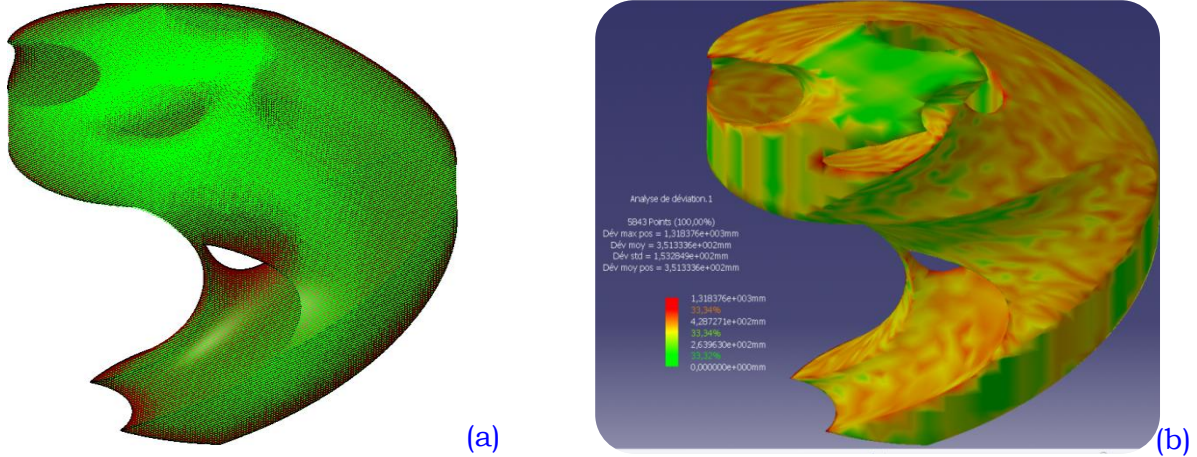 Analyse de déviation.1
5843 Points (100,00%)
Dév max pos = 1,318376e+003mm
Dév moy = 3,513336e+002mm
Dév std = 1,532849e+002mm
Dév moy pos = 3,513336e+002mm
1,318376e+003mm
33,34%
4,287271e+002mm
33,34%
2,639630e+002mm
33,32%
0,000000e+000mm
(a)
(b)